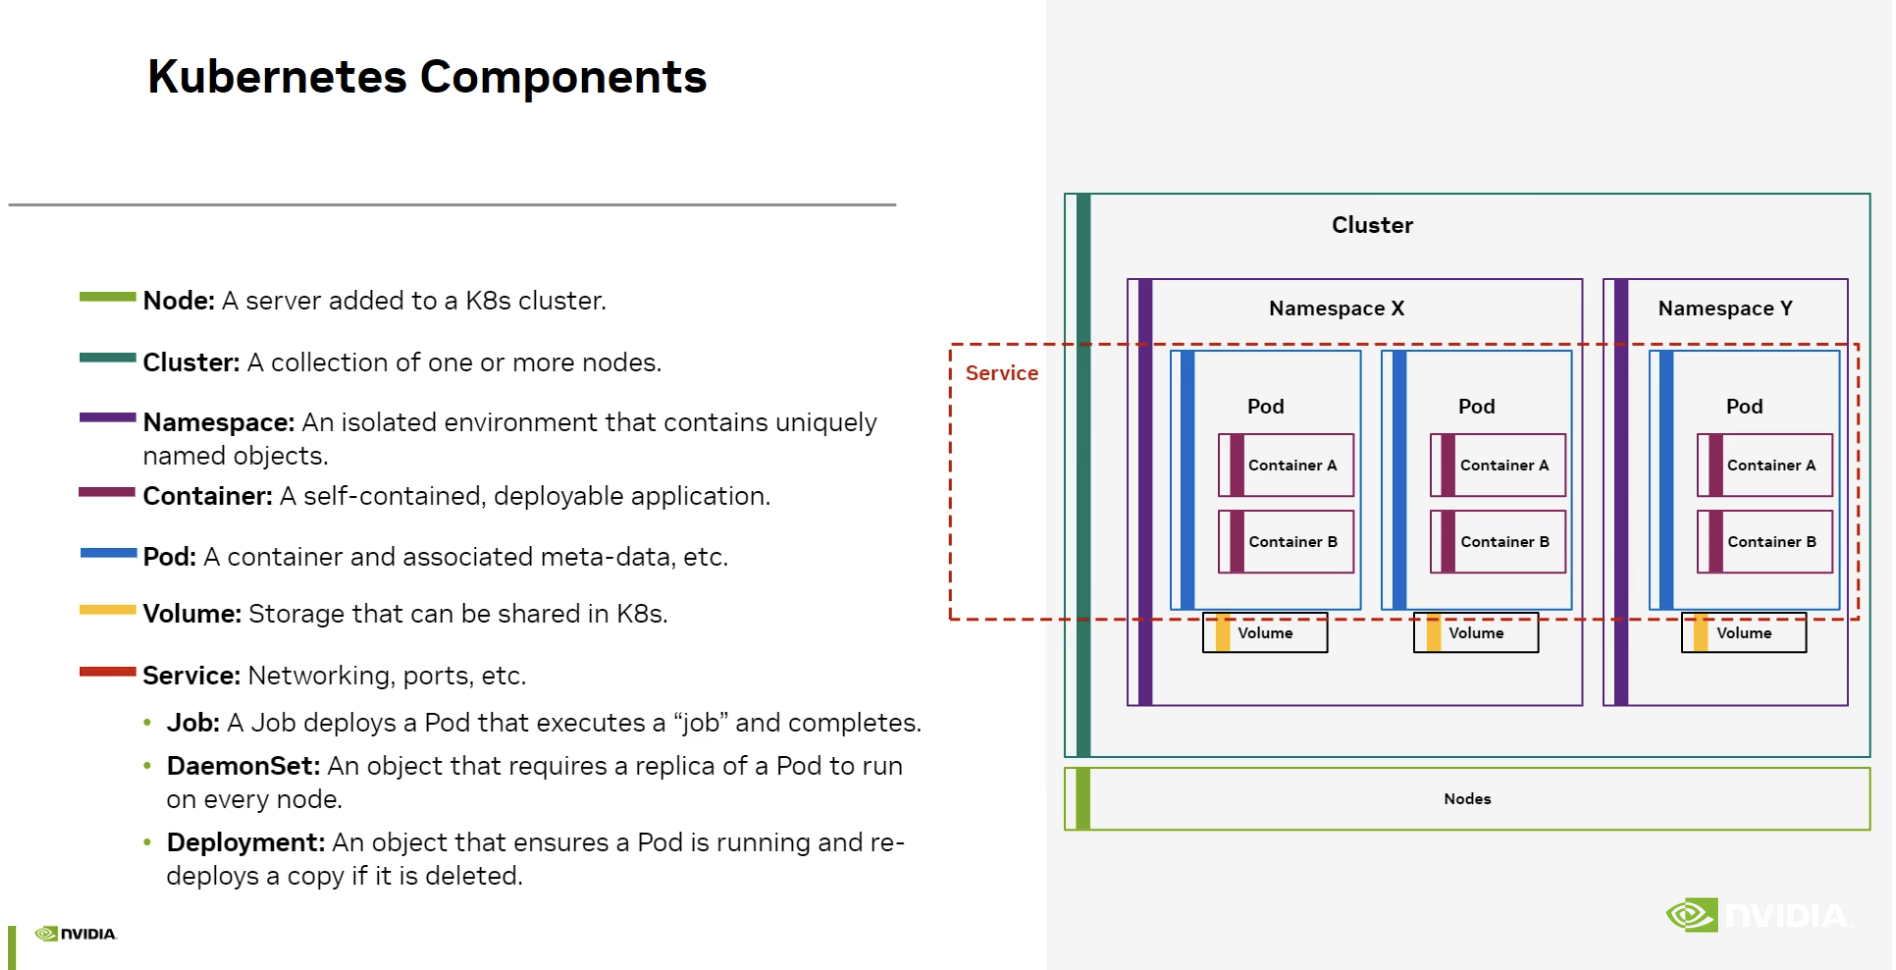 Kubernetes Components
Node: A server added to a K8s cluster.
Cluster: A collection of one or more nodes.
Namespace: An isolated environment that contains uniquely
named objects.
Container: A self-contained, deployable application.
Pod: A container and associated meta-data, etc.
Volume: Storage that can be shared in K8s.
Service: Networking, ports, etc.
• Job: A Job deploys a Pod that executes a “job” and completes.
• DaemonSet: An object that requires a replica of a Pod to run
on every node.
• Deployment: An object that ensures a Pod is running and re-
deploys a copy if it is deleted.
NVIDIA.
Cluster
Namespace X
Namespace Y
Service
Pod
Pod
Pod
Container A
Container A
Container A
Container B
Container B
Container B
Volume
Volume
Volume
Nodes
NVIDIA.